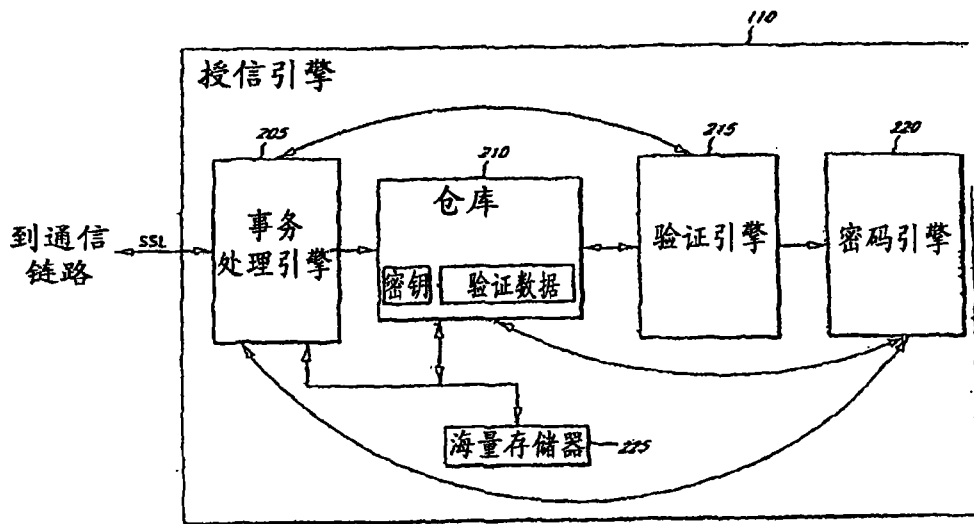 110
授信引擎
205
210
215
220
事务
处理引擎
仓库
密钥
验证数据
验证引擎
密码引擎
到通信
链路
SSL
海量存储器
225